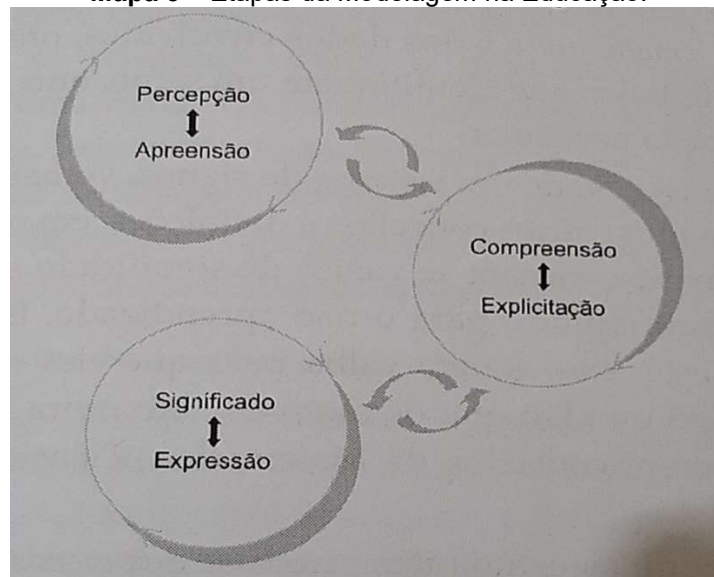 Percepção
Apreensão
Compreensão
Explicitação
Significado
Expressão